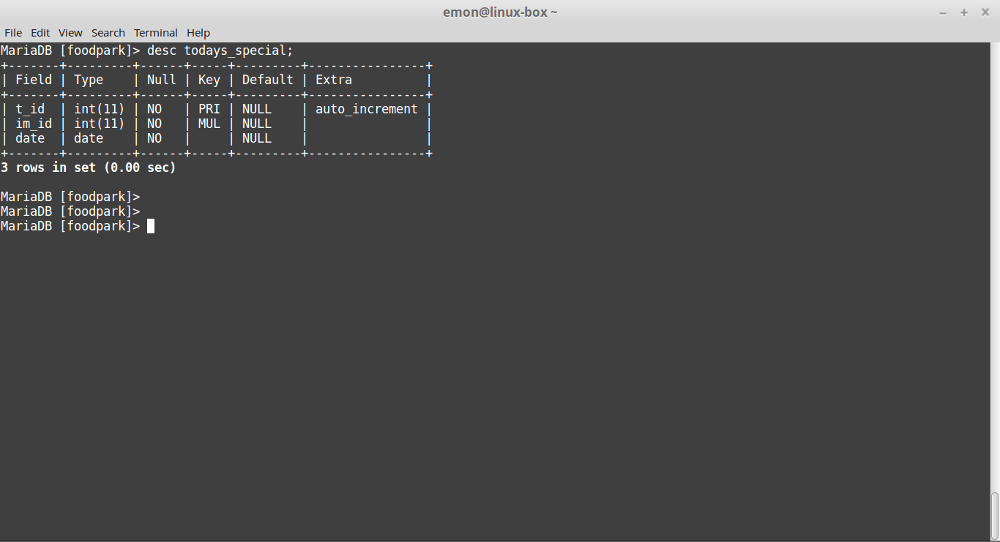 emon@linux-box ~
File Edit View Search Terminal Help
MariaDB [foodpark]> desc todays_special;
+-------+---------+------+-----+---------+----------------+
| Field | Type    | Null | Key | Default | Extra          |
+-------+---------+------+-----+---------+----------------+
| t_id  | int(11) | NO   | PRI | NULL    | auto_increment |
| im_id | int(11) | NO   | MUL | NULL    |                |
| date  | date    | NO   |     | NULL    |                |
+-------+---------+------+-----+---------+----------------+
3 rows in set (0.00 sec)
MariaDB [foodpark]>
MariaDB [foodpark]>
MariaDB [foodpark]>